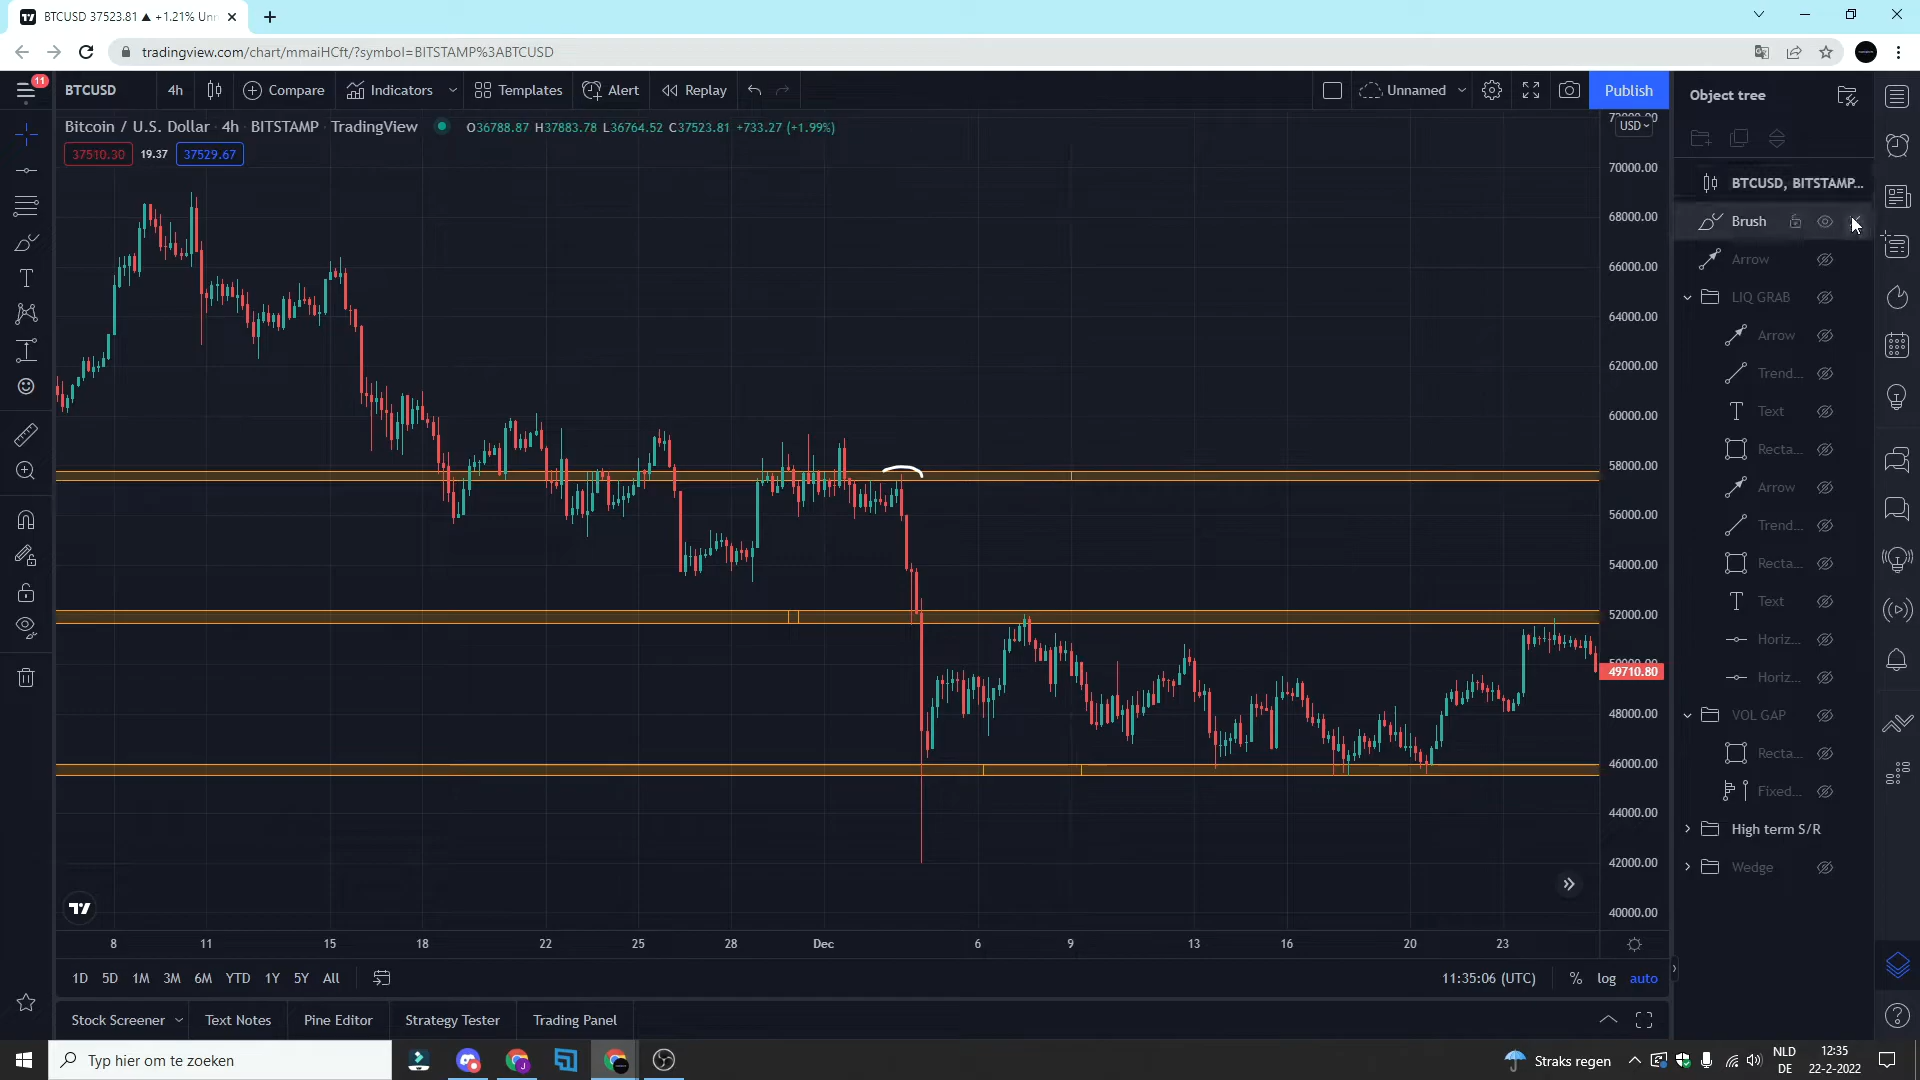 BTCUSD 37523.81 ▲ +1.21% Unn
tradingview.com/chart/mmaiHCft/?symbol=BITSTAMP%3ABTCUSD
11
BTCUSD
4h
Compare
Indicators
Templates
Alert
Replay
Unnamed
Publish
Object tree
Bitcoin / U.S. Dollar 4h BITSTAMP TradingView
O36788.87 H37883.78 L36764.52 C37523.81 +733.27 (+1.99%)
37510.30 19.37 37529.67
USD
70000.00
68000.00
66000.00
64000.00
62000.00
60000.00
58000.00
56000.00
54000.00
52000.00
49710.80
48000.00
46000.00
44000.00
42000.00
40000.00
BTCUSD, BITSTAMP...
Brush
Arrow
LIQ GRAB
Arrow
Trend...
Text
Recta...
Arrow
Trend...
Recta...
Text
Horiz...
Horiz...
VOL GAP
Recta...
Fixed...
High term S/R
Wedge
8 11 15 18 22 25 28 Dec 6 9 13 16 20 23
1D 5D 1M 3M 6M YTD 1Y 5Y All
11:35:06 (UTC) % log auto
Stock Screener
Text Notes
Pine Editor
Strategy Tester
Trading Panel
Typ hier om te zoeken
Straks regen
NLD
DE
12:35
22-2-2022